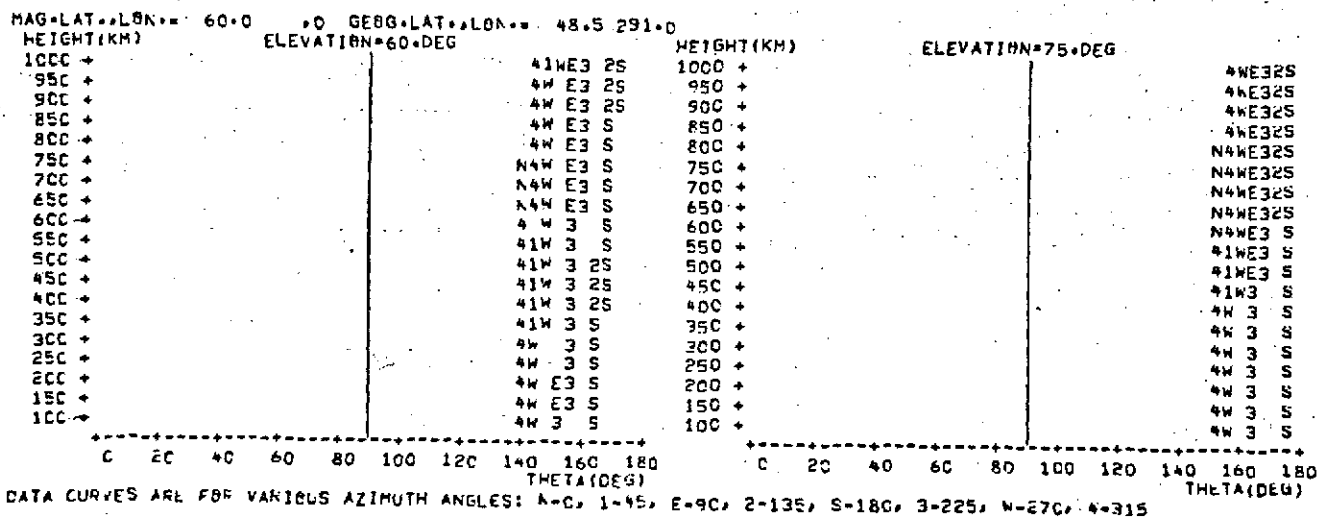 MAG.LAT.,LON.= 60.0 .0 GEOG.LAT.,LON.= 48.5 291.0
HEIGHT(KM) ELEVATION=60.DEG
1000 + 41WE3 2S
950 + 4W E3 2S
900 + 4W E3 2S
850 + 4W E3 S
800 + 4W E3 S
750 + N4W E3 S
700 + N4W E3 S
650 + N4W E3 S
600 + 4 W 3 S
550 + 41W 3 S
500 + 41W 3 2S
450 + 41W 3 2S
400 + 41W 3 2S
350 + 41W 3 S
300 + 4W 3 S
250 + 4W 3 S
200 + 4W E3 S
150 + 4W E3 S
100 + 4W 3 S
0 20 40 60 80 100 120 140 160 180
THETA(DEG)
HEIGHT(KM) ELEVATION=75.DEG
1000 + 4WE32S
950 + 4WE32S
900 + 4WE32S
850 + 4WE32S
800 + N4WE32S
750 + N4WE32S
700 + N4WE32S
650 + N4WE32S
600 + N4WE3 S
550 + 41WE3 S
500 + 41WE3 S
450 + 41W3 S
400 + 4W 3 S
350 + 4W 3 S
300 + 4W 3 S
250 + 4W 3 S
200 + 4W 3 S
150 + 4W 3 S
100 + 4W 3 S
0 20 40 60 80 100 120 140 160 180
THETA(DEG)
DATA CURVES ARE FOR VARIOUS AZIMUTH ANGLES: N=0, 1=45, E=90, 2=135, S=180, 3=225, W=270, 4=315